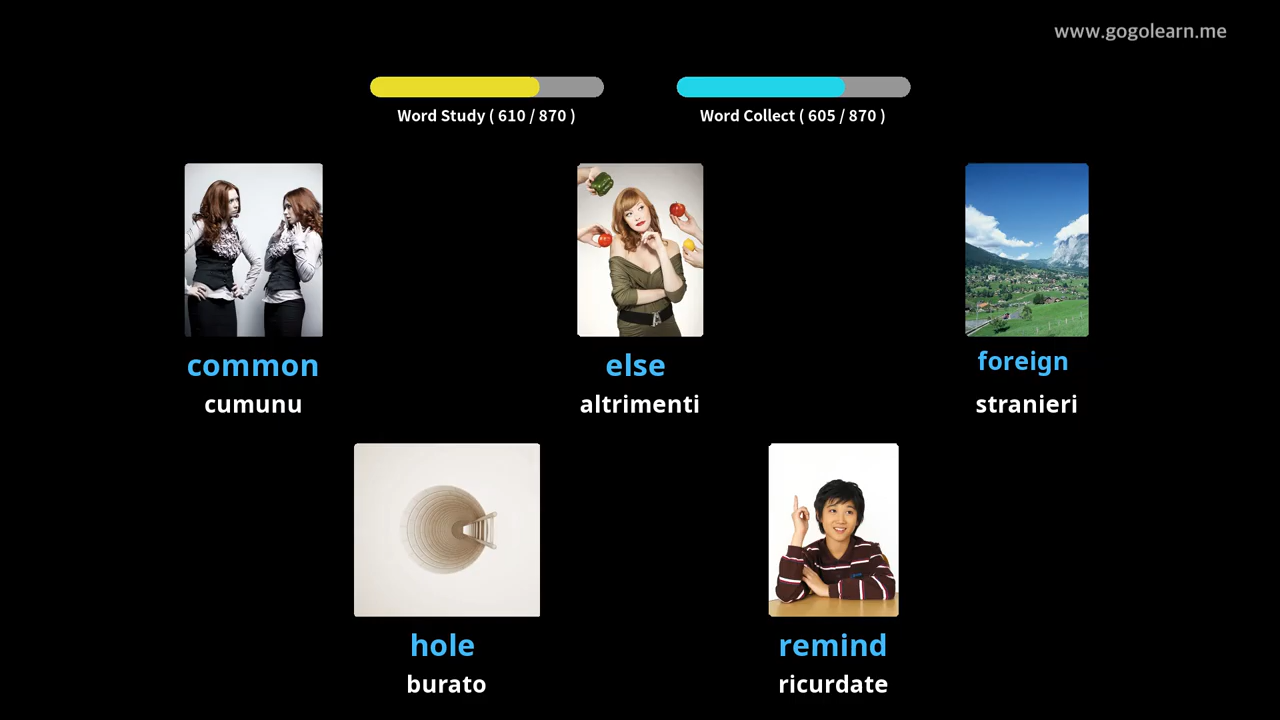 www.gogolearn.me
Word Study ( 610 / 870 )
Word Collect ( 605 / 870 )
common
cumunu
else
altrimenti
foreign
stranieri
hole
burato
remind
ricurdate